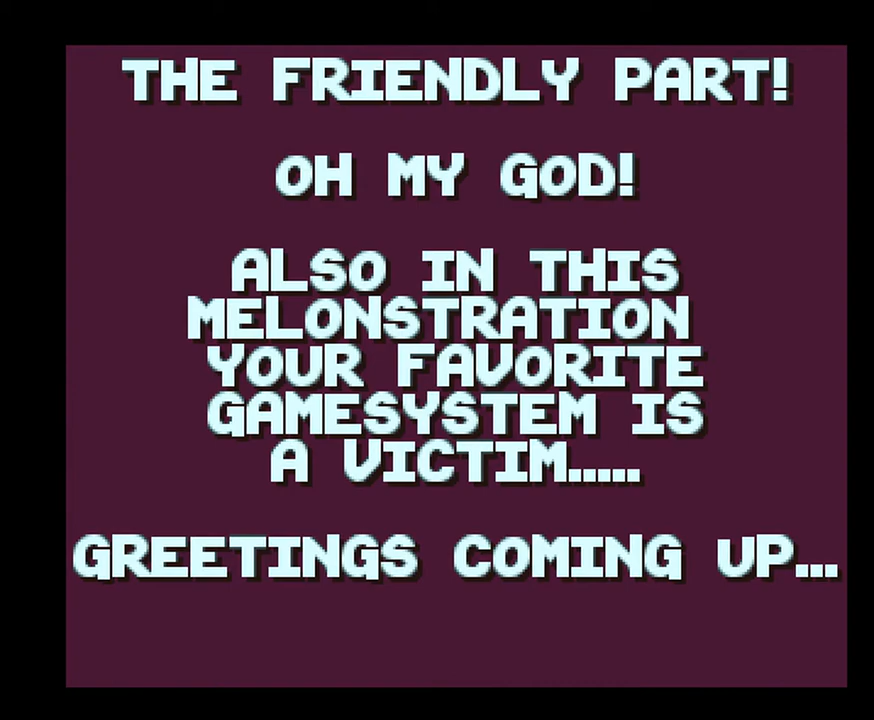 THE FRIENDLY PART!
OH MY GOD!
ALSO IN THIS
MELONSTRATION
YOUR FAVORITE
GAMESYSTEM IS
A VICTIM.....
GREETINGS COMING UP...